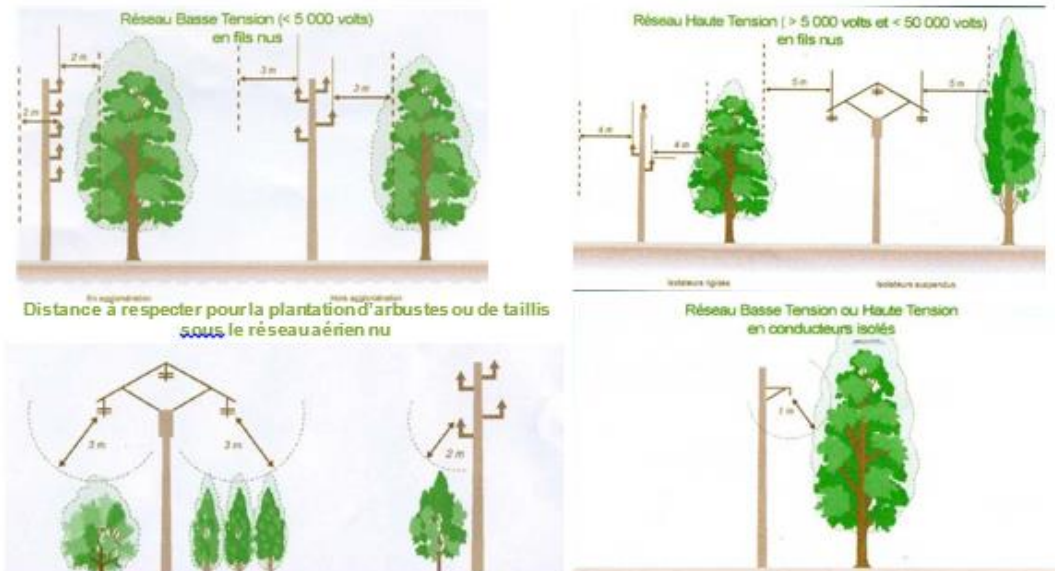 Réseau Basse Tension (< 5 000 volts)
en fils nus
2 m
2 m
3 m
3 m
En agglomération
Hors agglomération
Réseau Haute Tension ( > 5 000 volts et < 50 000 volts)
en fils nus
4 m
4 m
5 m
5 m
Isolateurs rigides
Isolateurs suspendus
Distance à respecter pour la plantation d'arbustes ou de taillis
sous le réseau aérien nu
3 m
3 m
2 m
Réseau Basse Tension ou Haute Tension
en conducteurs isolés
1 m